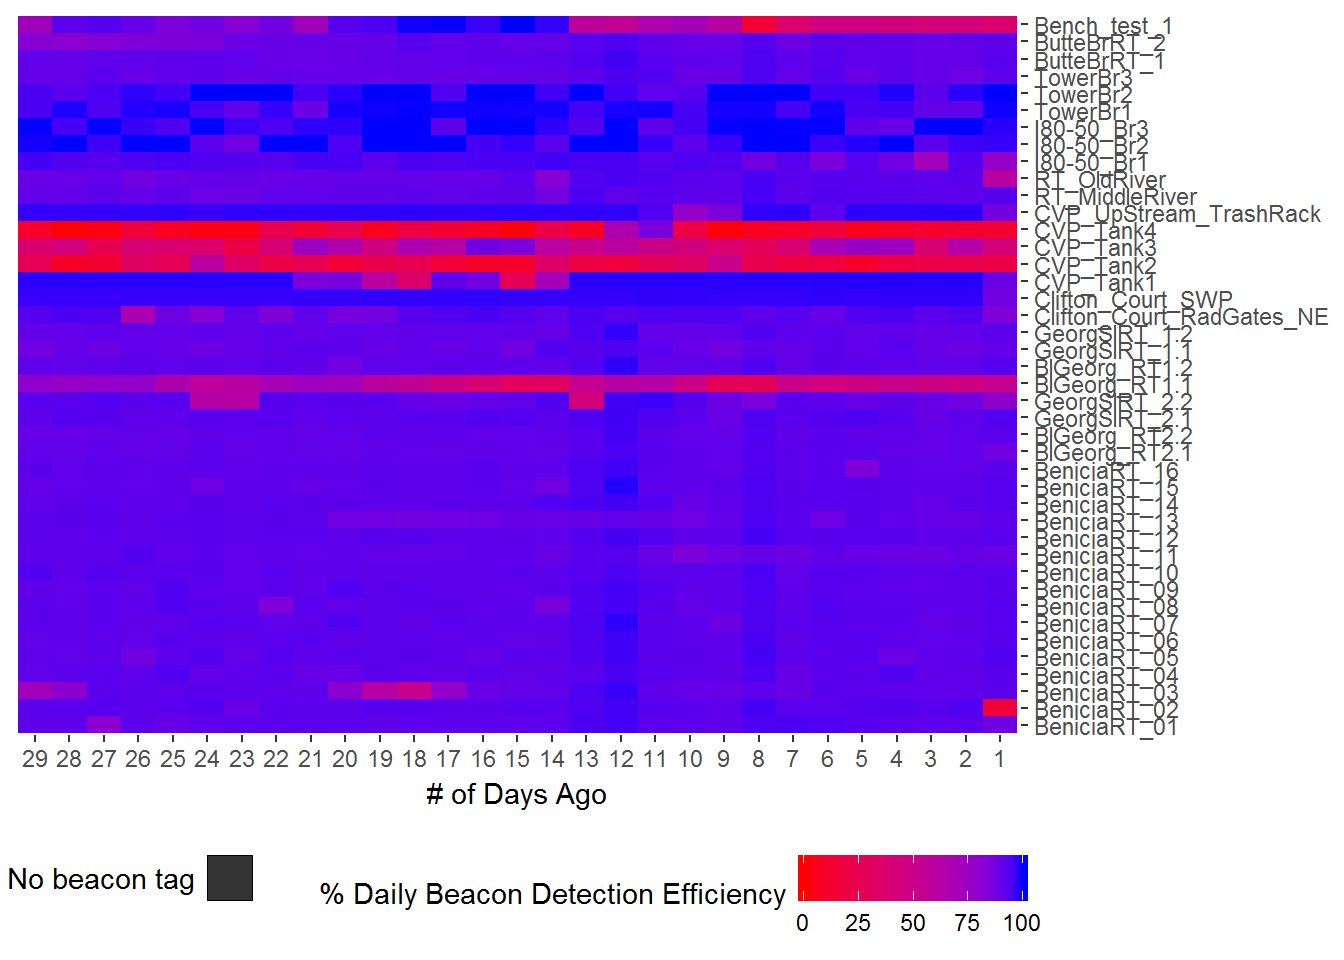 Bench_test_1
ButteBrRT_2
ButteBrRT_1
TowerBr3
TowerBr2
TowerBr1
I80-50_Br3
I80-50_Br2
I80-50_Br1
RT_OldRiver
RT_MiddleRiver
CVP_UpStream_TrashRack
CVP_Tank4
CVP_Tank3
CVP_Tank2
CVP_Tank1
Clifton_Court_SWP
Clifton_Court_RadGates_NE
GeorgSlRT_1.2
GeorgSlRT_1.1
BlGeorg_RT1.2
BlGeorg_RT1.1
GeorgSlRT_2.2
GeorgSlRT_2.1
BlGeorg_RT2.2
BlGeorg_RT2.1
BeniciaRT_16
BeniciaRT_15
BeniciaRT_14
BeniciaRT_13
BeniciaRT_12
BeniciaRT_11
BeniciaRT_10
BeniciaRT_09
BeniciaRT_08
BeniciaRT_07
BeniciaRT_06
BeniciaRT_05
BeniciaRT_04
BeniciaRT_03
BeniciaRT_02
BeniciaRT_01
29 28 27 26 25 24 23 22 21 20 19 18 17 16 15 14 13 12 11 10 9 8 7 6 5 4 3 2 1
# of Days Ago
No beacon tag
% Daily Beacon Detection Efficiency
0 25 50 75 100